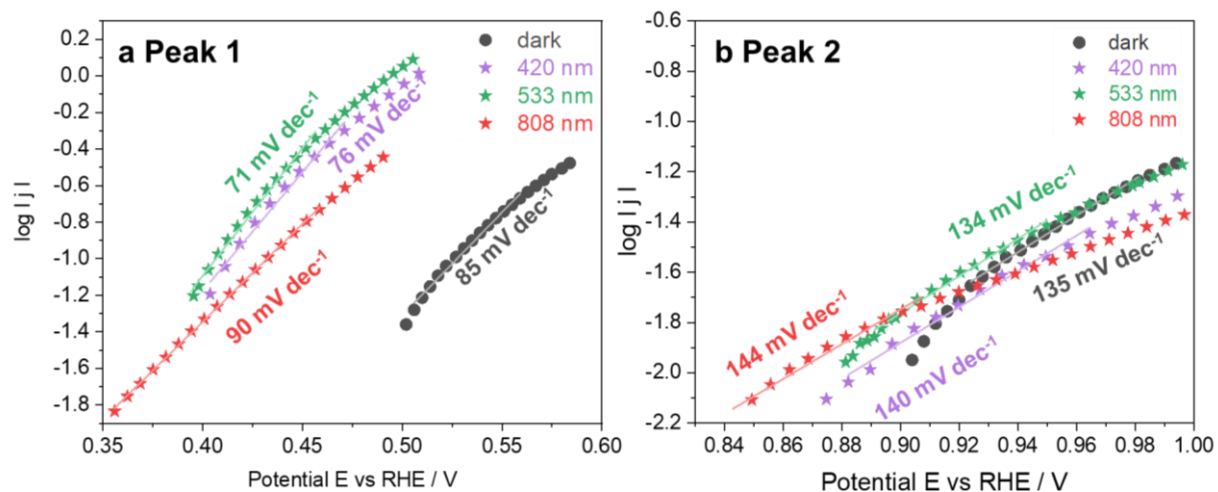 a Peak 1
dark
420 nm
533 nm
808 nm
71 mV dec⁻¹
76 mV dec⁻¹
85 mV dec⁻¹
90 mV dec⁻¹
log I j I
0.2
0.0
-0.2
-0.4
-0.6
-0.8
-1.0
-1.2
-1.4
-1.6
-1.8
0.35
0.40
0.45
0.50
0.55
0.60
Potential E vs RHE / V
b Peak 2
dark
420 nm
533 nm
808 nm
134 mV dec⁻¹
135 mV dec⁻¹
144 mV dec⁻¹
140 mV dec⁻¹
log I j I
-0.6
-0.8
-1.0
-1.2
-1.4
-1.6
-1.8
-2.0
-2.2
0.84
0.86
0.88
0.90
0.92
0.94
0.96
0.98
1.00
Potential E vs RHE / V